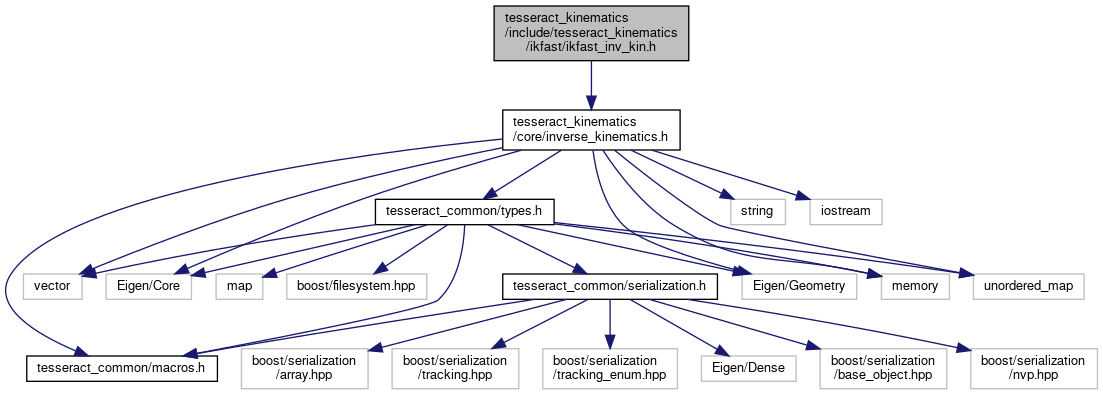 tesseract_kinematics
/include/tesseract_kinematics
/ikfast/ikfast_inv_kin.h
tesseract_kinematics
/core/inverse_kinematics.h
tesseract_common/types.h
string
iostream
vector
Eigen/Core
map
boost/filesystem.hpp
tesseract_common/serialization.h
Eigen/Geometry
memory
unordered_map
tesseract_common/macros.h
boost/serialization
/array.hpp
boost/serialization
/tracking.hpp
boost/serialization
/tracking_enum.hpp
Eigen/Dense
boost/serialization
/base_object.hpp
boost/serialization
/nvp.hpp